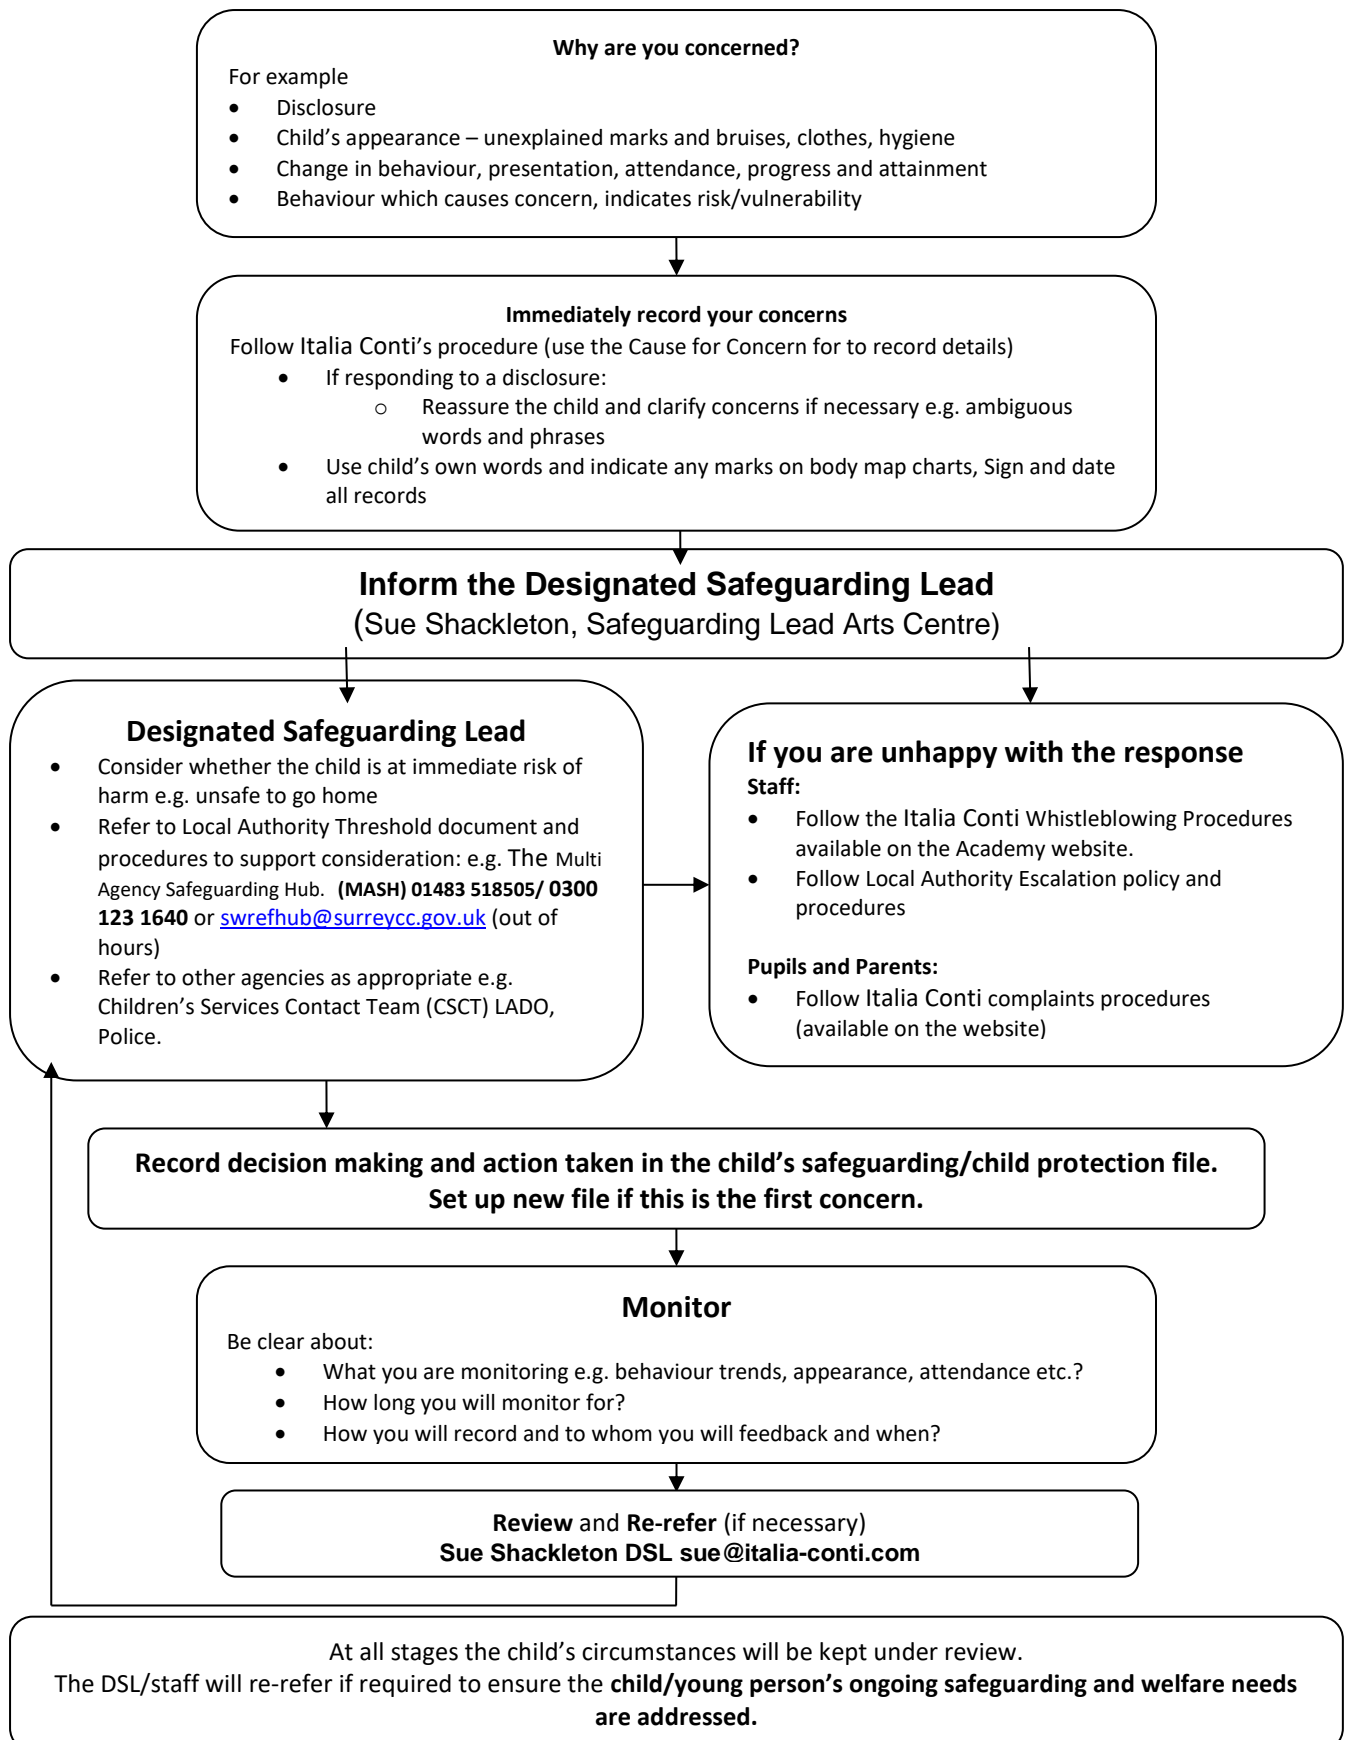 Why are you concerned?
For example
• Disclosure
• Child's appearance – unexplained marks and bruises, clothes, hygiene
• Change in behaviour, presentation, attendance, progress and attainment
• Behaviour which causes concern, indicates risk/vulnerability
Immediately record your concerns
Follow Italia Conti's procedure (use the Cause for Concern for to record details)
• If responding to a disclosure:
o Reassure the child and clarify concerns if necessary e.g. ambiguous
words and phrases
• Use child's own words and indicate any marks on body map charts, Sign and date
all records
Inform the Designated Safeguarding Lead
(Sue Shackleton, Safeguarding Lead Arts Centre)
Designated Safeguarding Lead
• Consider whether the child is at immediate risk of
harm e.g. unsafe to go home
• Refer to Local Authority Threshold document and
procedures to support consideration: e.g. The Multi
Agency Safeguarding Hub. (MASH) 01483 518505/ 0300
123 1640 or swrefhub@surreycc.gov.uk (out of
hours)
• Refer to other agencies as appropriate e.g.
Children's Services Contact Team (CSCT) LADO,
Police.
If you are unhappy with the response
Staff:
• Follow the Italia Conti Whistleblowing Procedures
available on the Academy website.
• Follow Local Authority Escalation policy and
procedures
Pupils and Parents:
• Follow Italia Conti complaints procedures
(available on the website)
Record decision making and action taken in the child's safeguarding/child protection file.
Set up new file if this is the first concern.
Monitor
Be clear about:
• What you are monitoring e.g. behaviour trends, appearance, attendance etc.?
• How long you will monitor for?
• How you will record and to whom you will feedback and when?
Review and Re-refer (if necessary)
Sue Shackleton DSL sue@italia-conti.com
At all stages the child's circumstances will be kept under review.
The DSL/staff will re-refer if required to ensure the child/young person's ongoing safeguarding and welfare needs
are addressed.